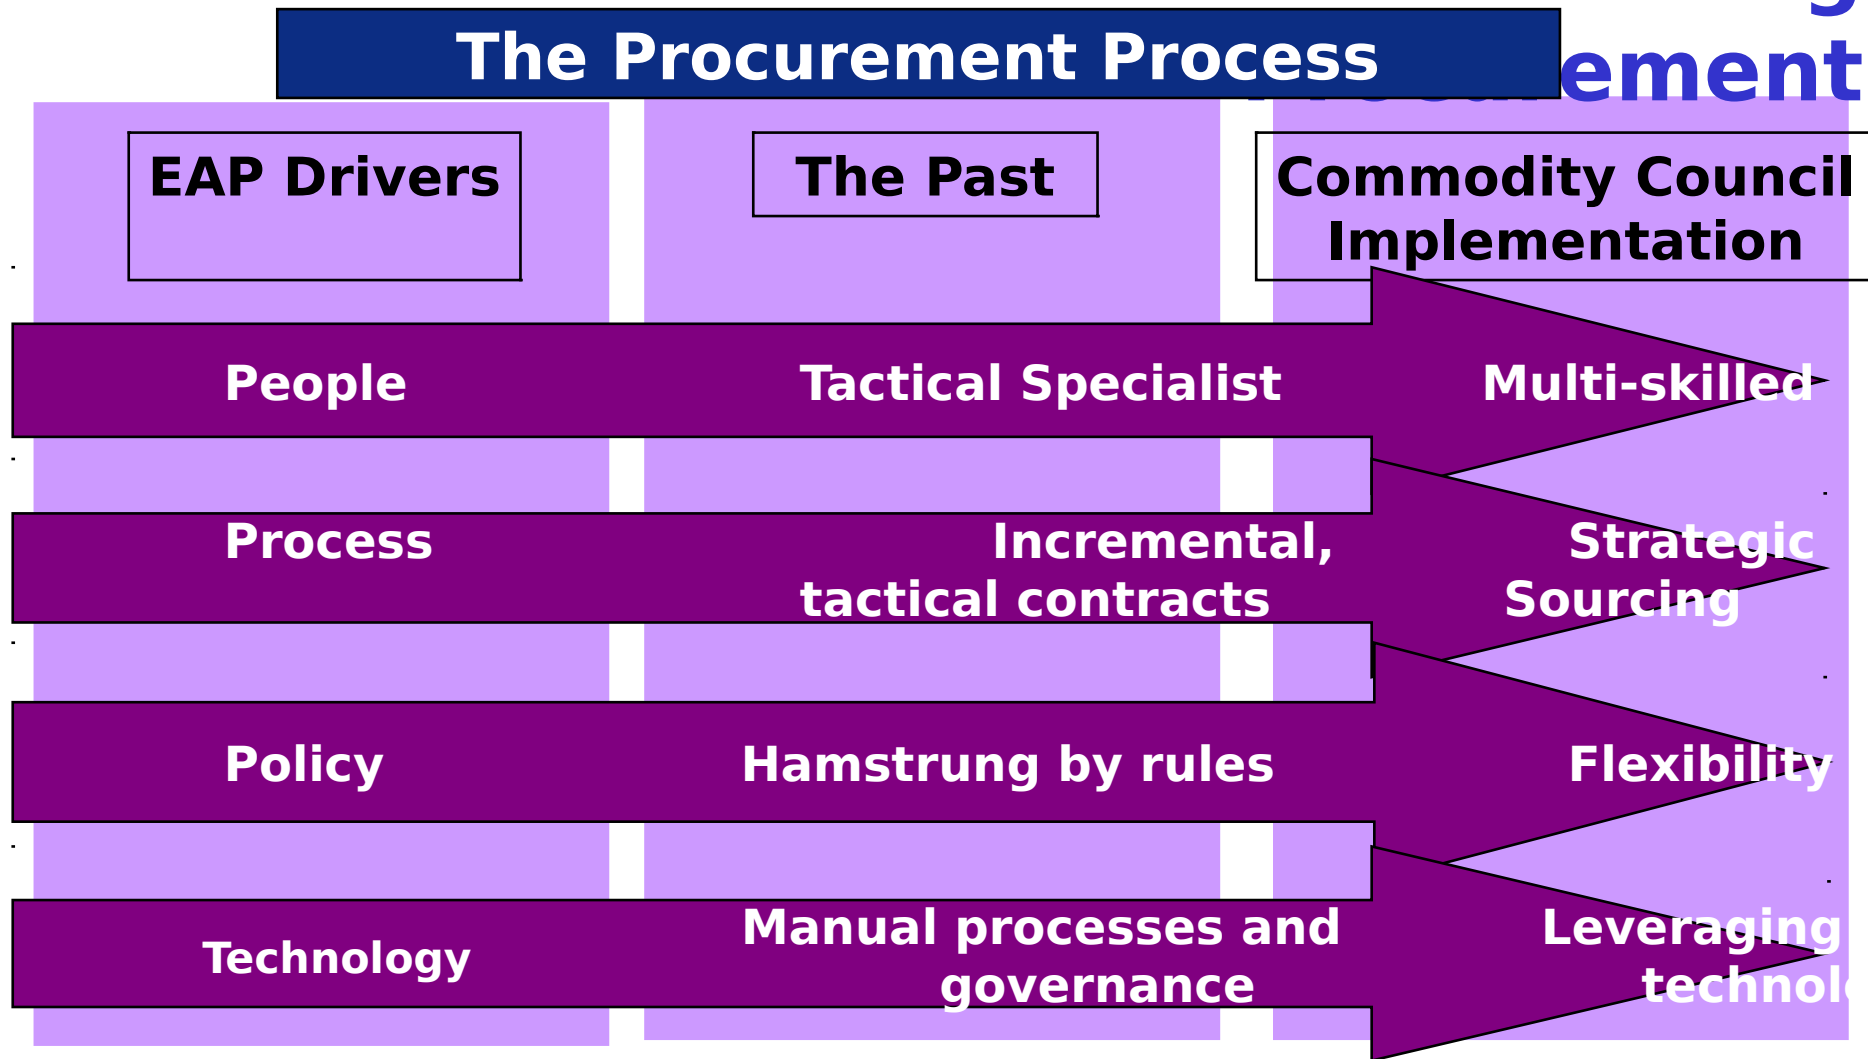 The Procurement Process
EAP Drivers
The Past
Commodity Council
Implementation
People Tactical Specialist Multi-skilled
Process Incremental, Strategic
tactical contracts Sourcing
Policy Hamstrung by rules Flexibility
Manual processes and Leveraging
Technology
governance